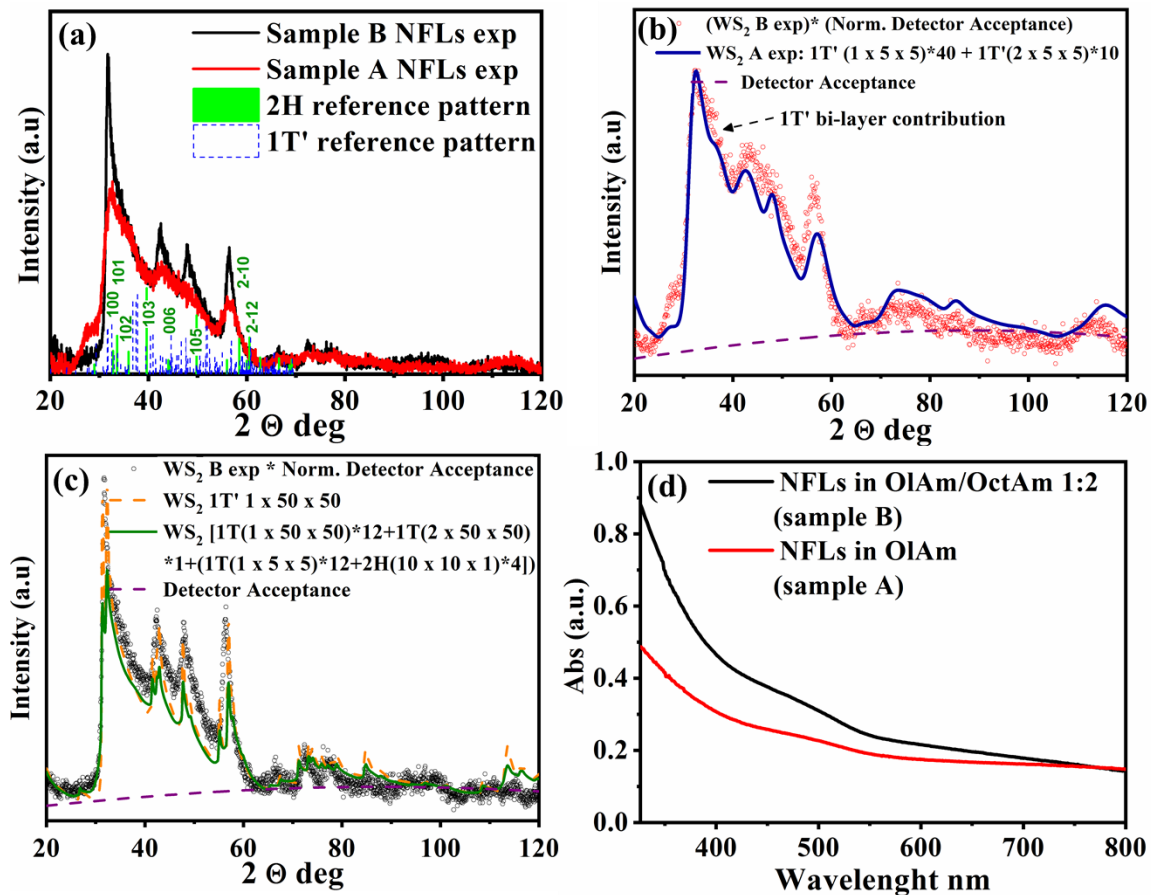 (a)
Sample B NFLs exp
Sample A NFLs exp
2H reference pattern
1T' reference pattern
100
101
102
103
006
105
2-10
2-12
Intensity (a.u)
20 40 60 80 100 120
2 Θ deg
(b)
(WS2 B exp)* (Norm. Detector Acceptance)
WS2 A exp: 1T' (1 x 5 x 5)*40 + 1T'(2 x 5 x 5)*10
Detector Acceptance
1T' bi-layer contribution
Intensity (a.u)
20 40 60 80 100 120
2 Θ deg
(c)
WS2 B exp * Norm. Detector Acceptance
WS2 1T' 1 x 50 x 50
WS2 [1T(1 x 50 x 50)*12+1T(2 x 50 x 50)
*1+(1T(1 x 5 x 5)*12+2H(10 x 10 x 1)*4])
Detector Acceptance
Intensity (a.u)
20 40 60 80 100 120
2 Θ deg
(d)
NFLs in OlAm/OctAm 1:2
(sample B)
NFLs in OlAm
(sample A)
Abs (a.u.)
1.0
0.8
0.6
0.4
0.2
0.0
400 500 600 700 800
Wavelenght nm